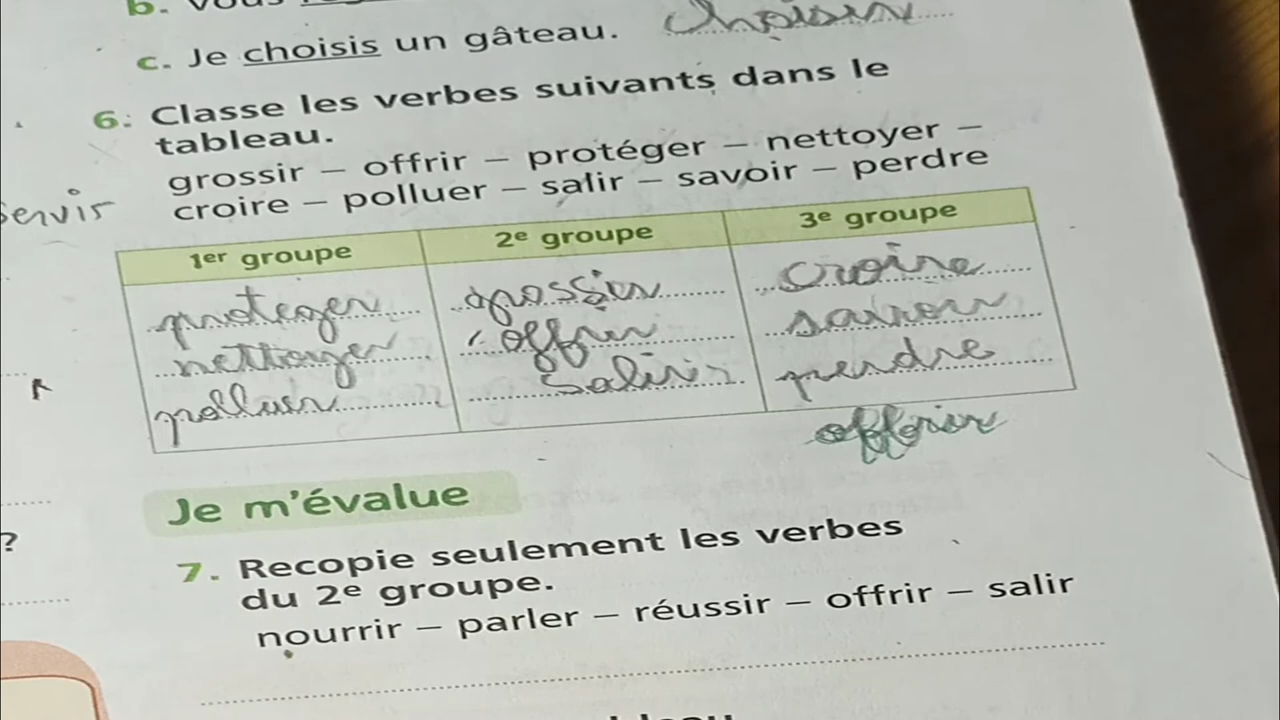 b. Vous
c. Je choisis un gâteau. choisir
6. Classe les verbes suivants dans le
tableau.
grossir – offrir – protéger – nettoyer –
croire – polluer – salir – savoir – perdre
servir
1er groupe 2e groupe 3e groupe
proteger grossir croire
nettoyer offrir savoir
polluer salir perdre
offrir
Je m'évalue
?
7. Recopie seulement les verbes
du 2e groupe.
nourrir – parler – réussir – offrir – salir